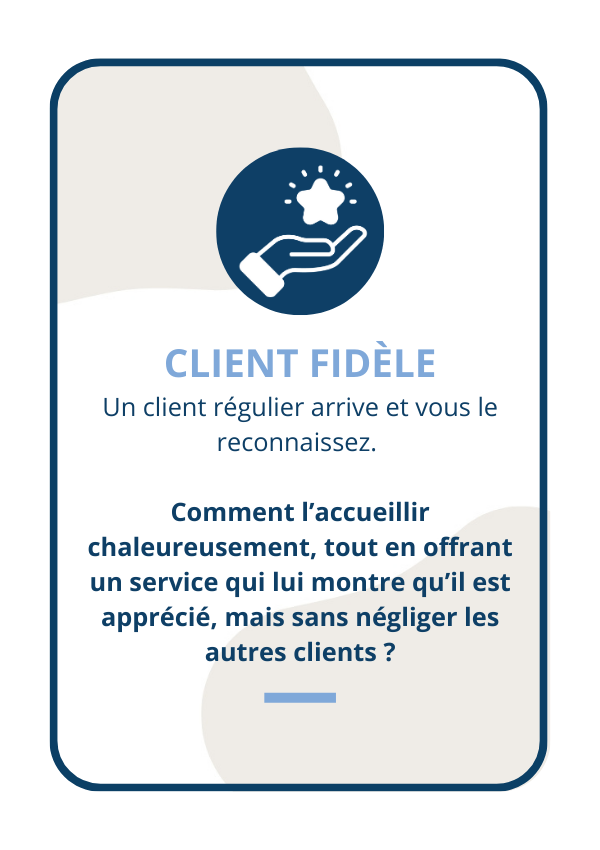 CLIENT FIDÈLE
Un client régulier arrive et vous le
reconnaissez.
Comment l’accueillir
chaleureusement, tout en offrant
un service qui lui montre qu’il est
apprécié, mais sans négliger les
autres clients ?